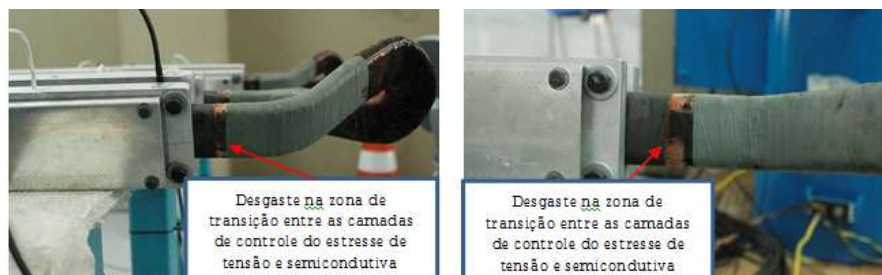 Desgaste na zona de
transição entre as camadas
de controle do estresse de
tensão e semicondutiva
Desgaste na zona de
transição entre as camadas
de controle do estresse de
tensão e semicondutiva